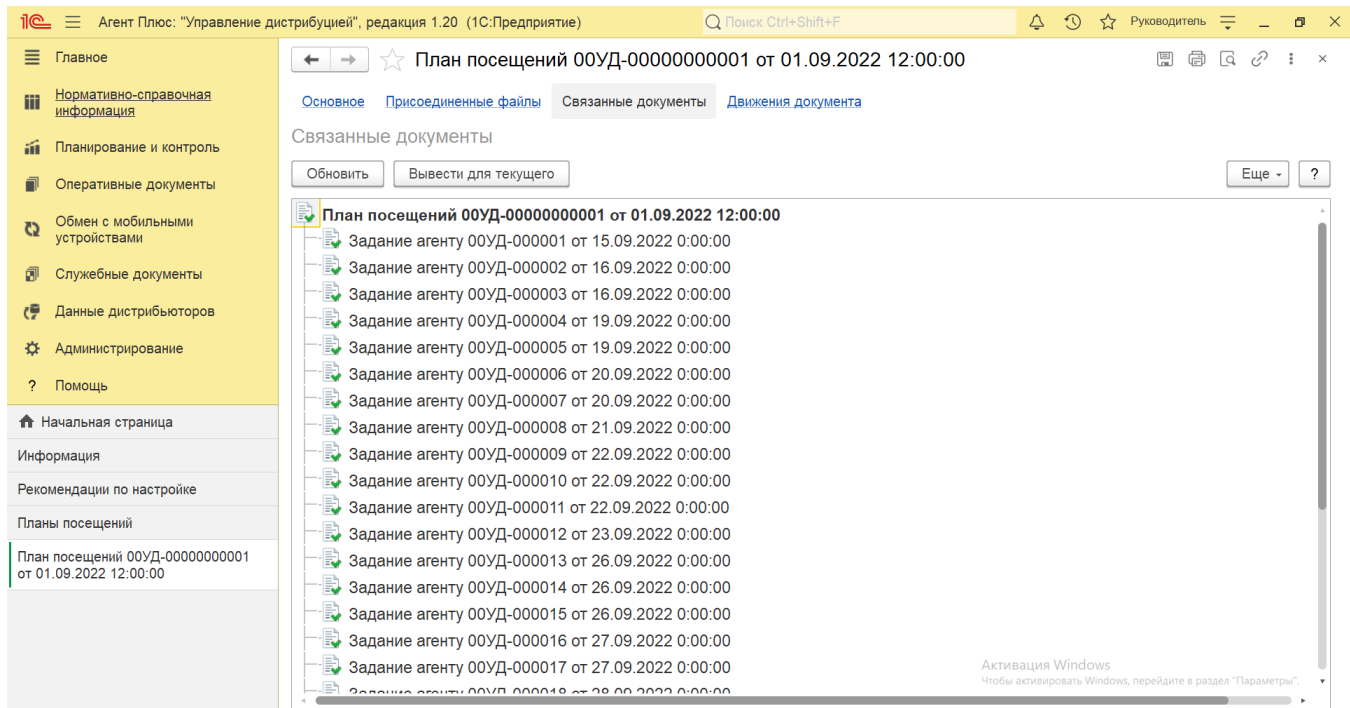 1С Агент Плюс: "Управление дистрибуцией", редакция 1.20 (1С:Предприятие) Поиск Ctrl+Shift+F Руководитель
Главное
Нормативно-справочная
информация
Планирование и контроль
Оперативные документы
Обмен с мобильными
устройствами
Служебные документы
Данные дистрибьюторов
Администрирование
? Помощь
Начальная страница
Информация
Рекомендации по настройке
Планы посещений
План посещений 00УД-00000000001
от 01.09.2022 12:00:00
План посещений 00УД-00000000001 от 01.09.2022 12:00:00
Основное Присоединенные файлы Связанные документы Движения документа
Связанные документы
Обновить Вывести для текущего Еще ?
План посещений 00УД-00000000001 от 01.09.2022 12:00:00
Задание агенту 00УД-000001 от 15.09.2022 0:00:00
Задание агенту 00УД-000002 от 16.09.2022 0:00:00
Задание агенту 00УД-000003 от 16.09.2022 0:00:00
Задание агенту 00УД-000004 от 19.09.2022 0:00:00
Задание агенту 00УД-000005 от 19.09.2022 0:00:00
Задание агенту 00УД-000006 от 20.09.2022 0:00:00
Задание агенту 00УД-000007 от 20.09.2022 0:00:00
Задание агенту 00УД-000008 от 21.09.2022 0:00:00
Задание агенту 00УД-000009 от 22.09.2022 0:00:00
Задание агенту 00УД-000010 от 22.09.2022 0:00:00
Задание агенту 00УД-000011 от 22.09.2022 0:00:00
Задание агенту 00УД-000012 от 23.09.2022 0:00:00
Задание агенту 00УД-000013 от 26.09.2022 0:00:00
Задание агенту 00УД-000014 от 26.09.2022 0:00:00
Задание агенту 00УД-000015 от 26.09.2022 0:00:00
Задание агенту 00УД-000016 от 27.09.2022 0:00:00
Задание агенту 00УД-000017 от 27.09.2022 0:00:00
Задание агенту 00УД-000018 от 28.09.2022 0:00:00
Активация Windows
Чтобы активировать Windows, перейдите в раздел "Параметры".